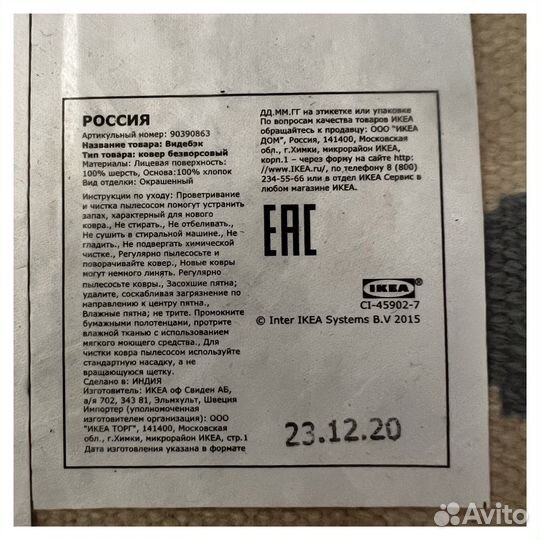 РОССИЯ
Артикульный номер: 90390863
Название товара: Видебэк
Тип товара: ковер безворсовый
Материалы: Лицевая поверхность:
100% шерсть, Основа:100% хлопок
Вид отделки: Окрашенный
Инструкции по уходу: Проветривание
и чистка пылесосом помогут устранить
запах, характерный для нового
ковра., Не стирать., Не отбеливать.,
Не сушить в стиральной машине., Не
гладить., Не подвергать химической
чистке., Регулярно пылесосьте и
поворачивайте ковер., Новые ковры
могут немного линять. Регулярно
пылесосьте ковры., Засохшие пятна;
удалите, соскабливая загрязнение по
направлению к центру пятна.,
Влажные пятна; не трите. Промокните
бумажными полотенцами, протрите
влажной тканью с использованием
мягкого моющего средства., Для
чистки ковра пылесосом используйте
стандартную насадку, а не
вращающуюся щетку.
Сделано в: ИНДИЯ
Изготовитель: ИКЕА оф Свиден АБ,
а/я 702, 343 81, Эльмхульт, Швеция
Импортер (уполномоченная
изготовителем организация): ООО
"ИКЕА ТОРГ", 141400, Московская
обл., г.Химки, микрорайон ИКЕА, стр.1
Дата изготовления указана в формате
ДД.ММ.ГГ на этикетке или упаковке
По вопросам качества товаров ИКЕА
обращайтесь к продавцу: ООО "ИКЕА
ДОМ", Россия, 141400, Московская
обл., г.Химки, микрорайон ИКЕА,
корп.1 – через форму на сайте http:
//www.IKEA.ru/, по телефону 8 (800)
234-55-66 или в отдел ИКЕА Сервис в
любом магазине ИКЕА.
EAC
IKEA
CI-45902-7
© Inter IKEA Systems B.V 2015
23.12.20
Avito